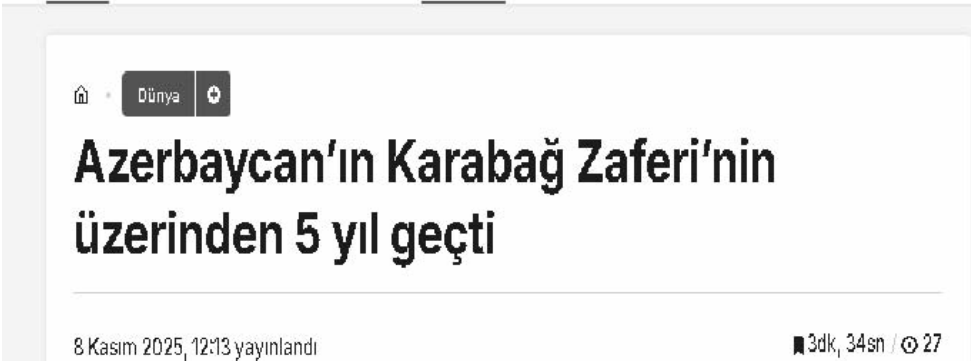 Dünya
Azerbaycan’ın Karabağ Zaferi’nin
üzerinden 5 yıl geçti
8 Kasım 2025, 12:13 yayınlandı
3dk, 34sn / 27